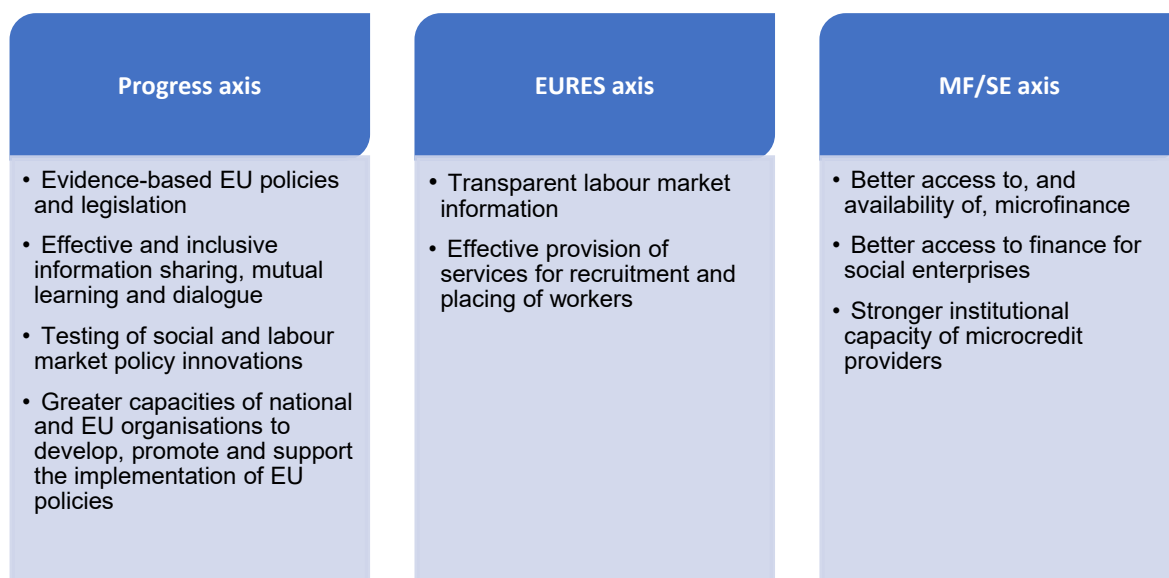 Progress axis
• Evidence-based EU policies
and legislation
• Effective and inclusive
information sharing, mutual
learning and dialogue
• Testing of social and labour
market policy innovations
• Greater capacities of national
and EU organisations to
develop, promote and support
the implementation of EU
policies
EURES axis
• Transparent labour market
information
• Effective provision of
services for recruitment and
placing of workers
MF/SE axis
• Better access to, and
availability of, microfinance
• Better access to finance for
social enterprises
• Stronger institutional
capacity of microcredit
providers